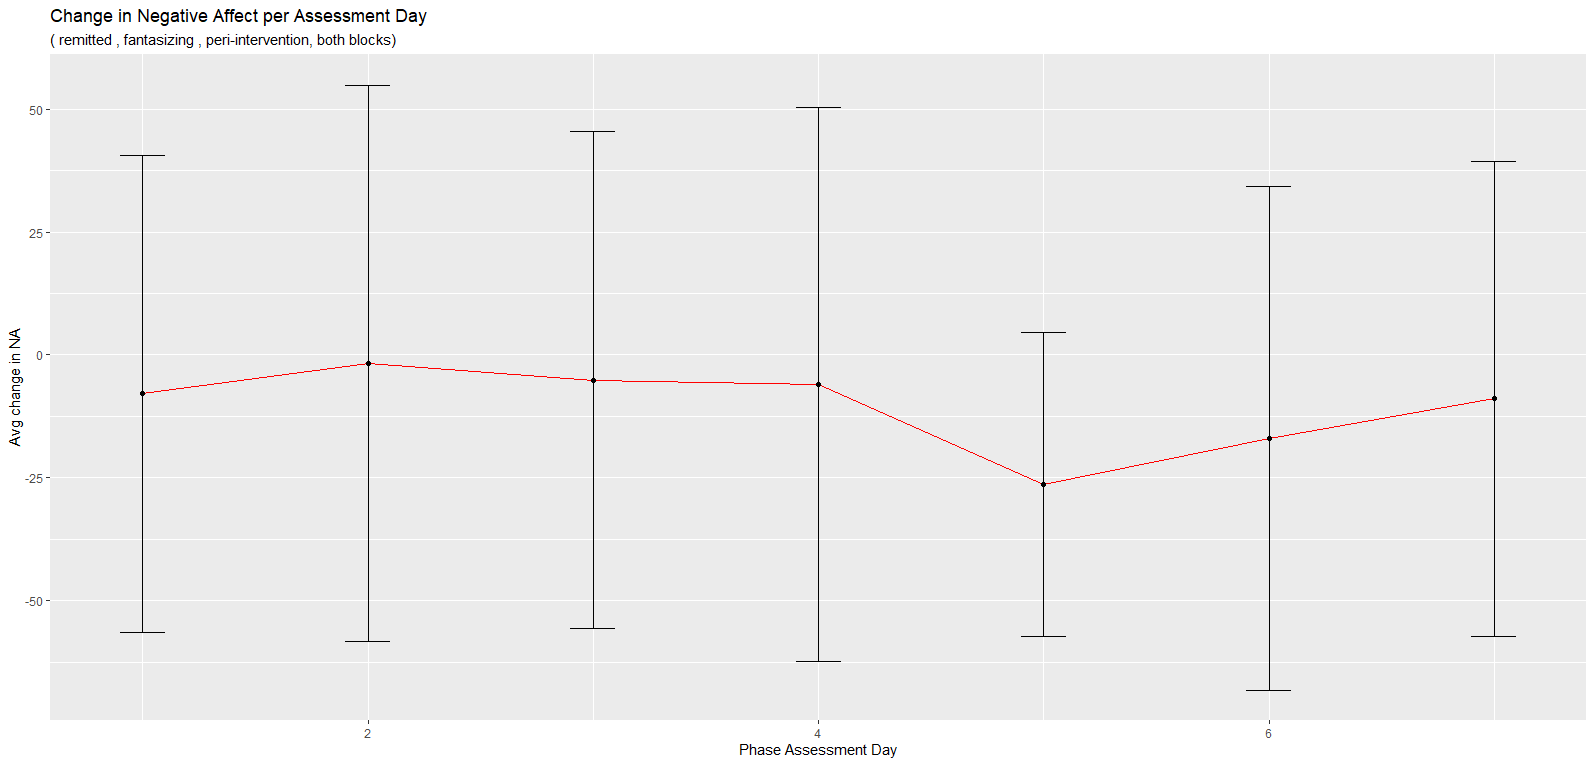 Change in Negative Affect per Assessment Day
( remitted , fantasizing , peri-intervention, both blocks)
Avg change in NA
50
25
0
-25
-50
2
4
6
Phase Assessment Day